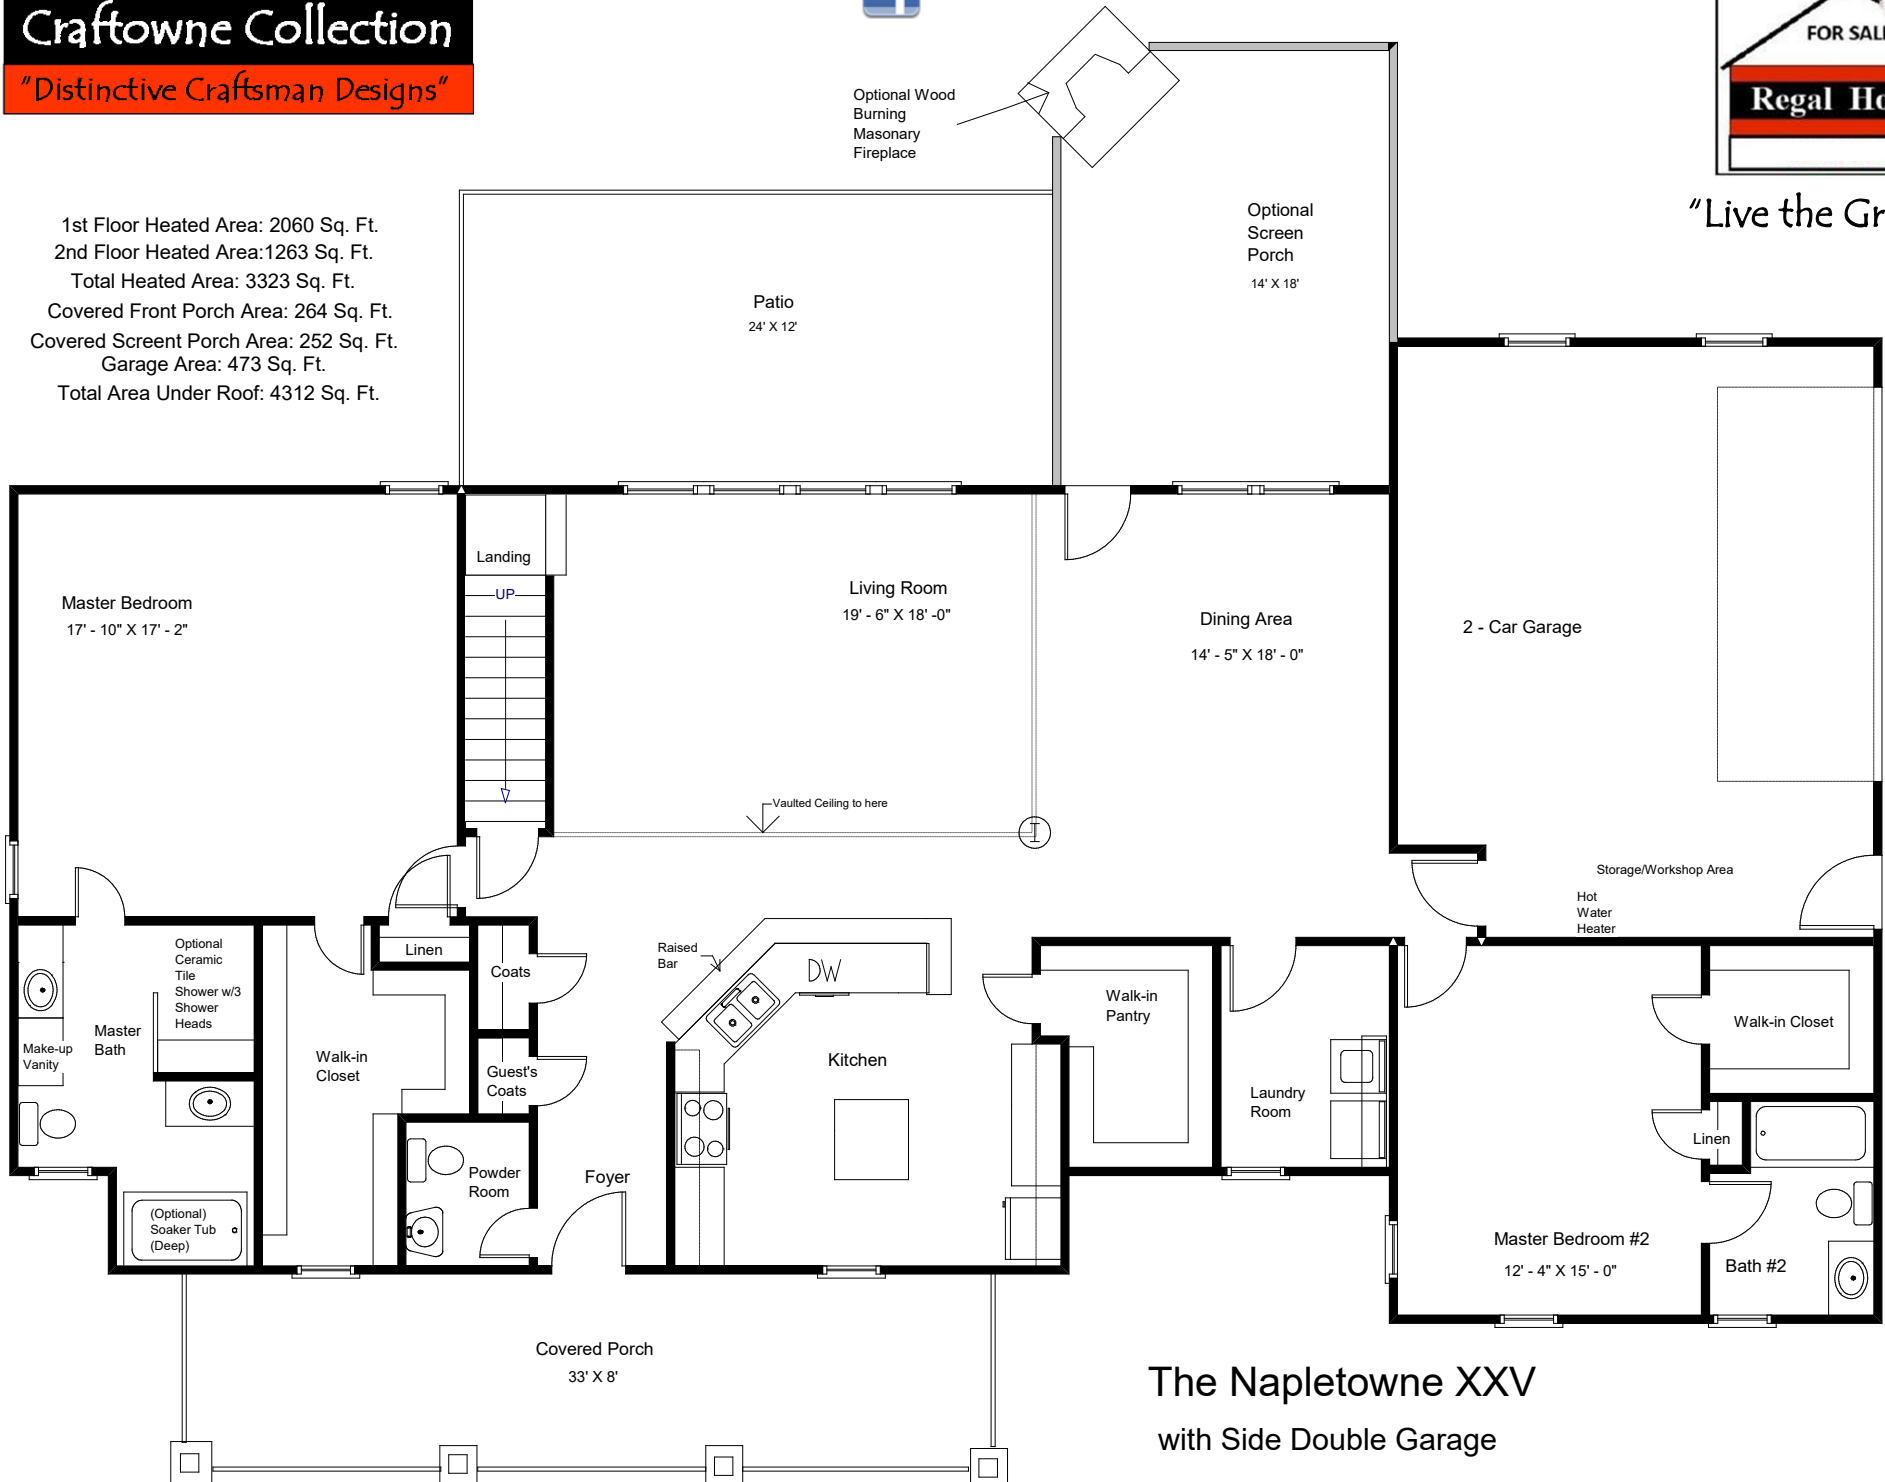 Craftowne Collection
"Distinctive Craftsman Designs"
FOR SALE
Regal
"Live the
Optional Wood
Burning
Masonary
Fireplace
1st Floor Heated Area: 2060 Sq. Ft.
2nd Floor Heated Area:1263 Sq. Ft.
Total Heated Area: 3323 Sq. Ft.
Covered Front Porch Area: 264 Sq. Ft.
Covered Screent Porch Area: 252 Sq. Ft.
Garage Area: 473 Sq. Ft.
Total Area Under Roof: 4312 Sq. Ft.
Patio
24' X 12'
Optional
Screen
Porch
14' X 18'
Landing
UP
Master Bedroom
17' - 10" X 17' - 2"
Living Room
19' - 6" X 18' -0"
Dining Area
14' - 5" X 18' - 0"
2 - Car Garage
Vaulted Ceiling to here
Storage/Workshop Area
Hot
Water
Heater
Optional
Ceramic
Tile
Shower w/3
Shower
Heads
Master
Bath
Make-up
Vanity
(Optional)
Soaker Tub
(Deep)
Linen
Walk-in
Closet
Coats
Guest's
Coats
Powder
Room
Foyer
Raised
Bar
DW
Kitchen
Walk-in
Pantry
Laundry
Room
Walk-in Closet
Linen
Master Bedroom #2
12' - 4" X 15' - 0"
Bath #2
Covered Porch
33' X 8'
The Napletowne XXV
with Side Double Garage